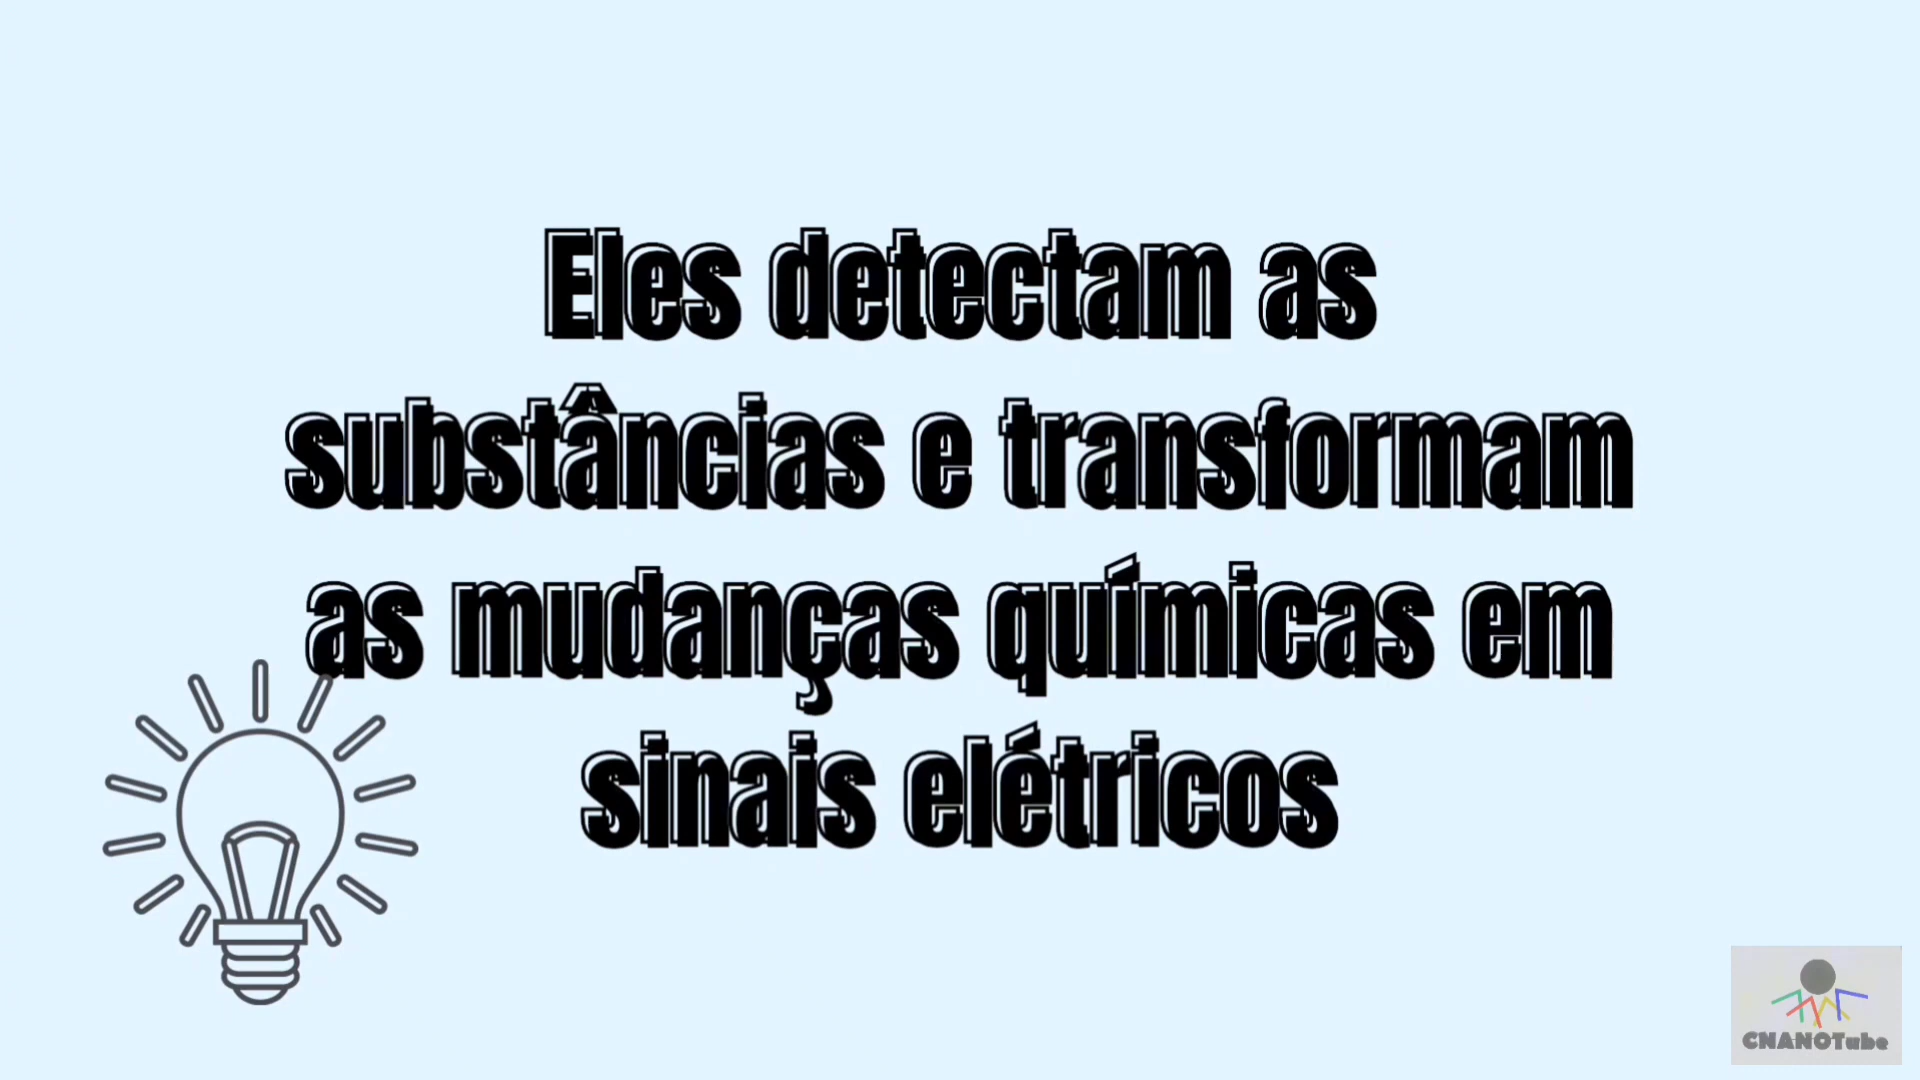 Eles detectam as
substâncias e transformam
as mudanças químicas em
sinais elétricos
CNANOTube